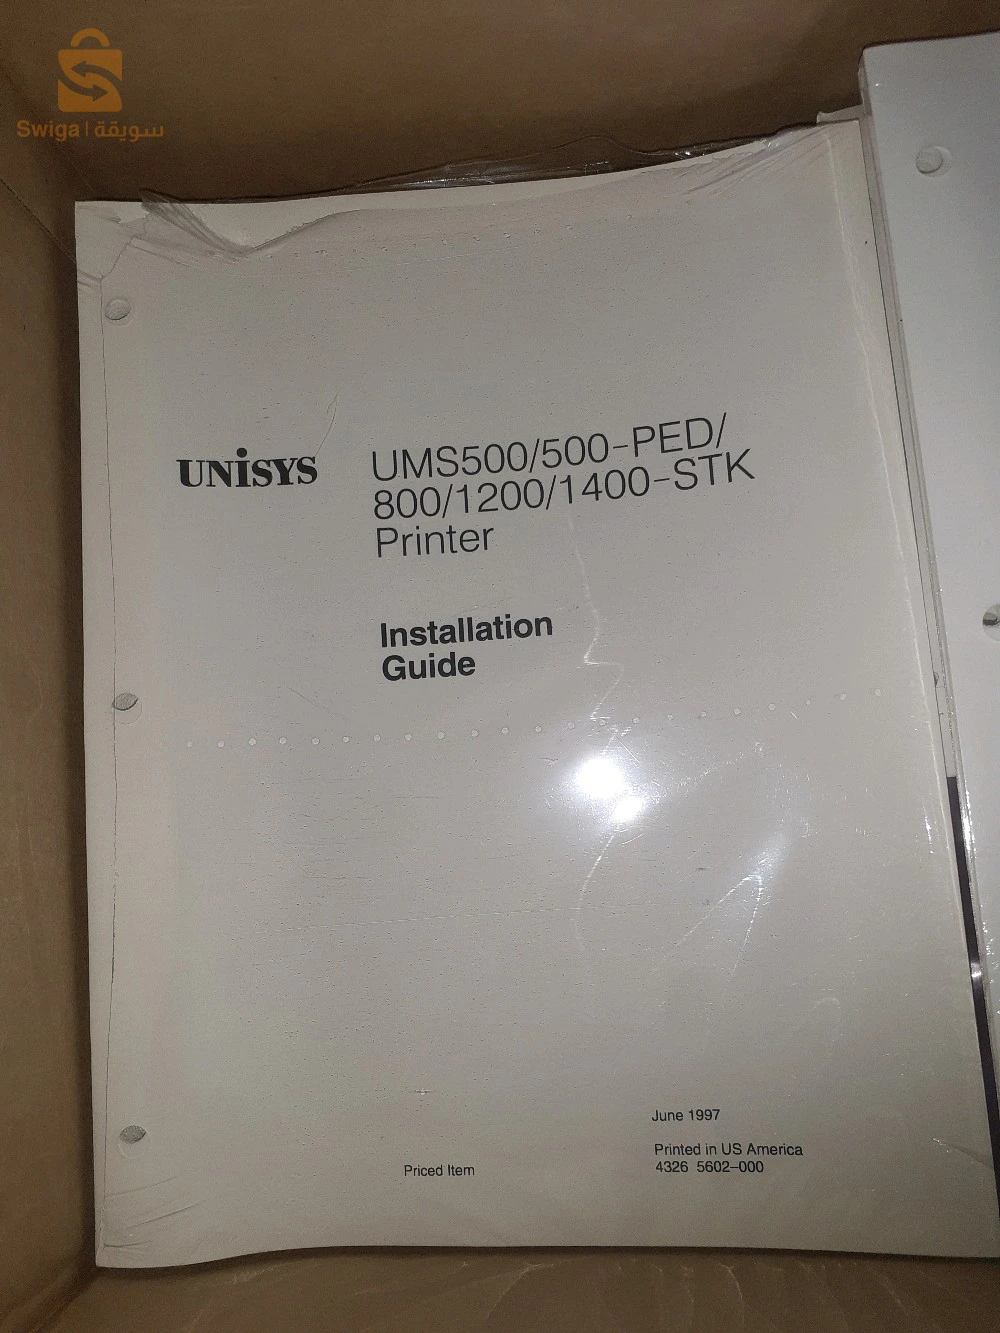 Swiga | سويقة
UNiSYS
UMS500/500-PED/
800/1200/1400-STK
Printer
Installation
Guide
June 1997
Printed in US America
4326 5602-000
Priced Item